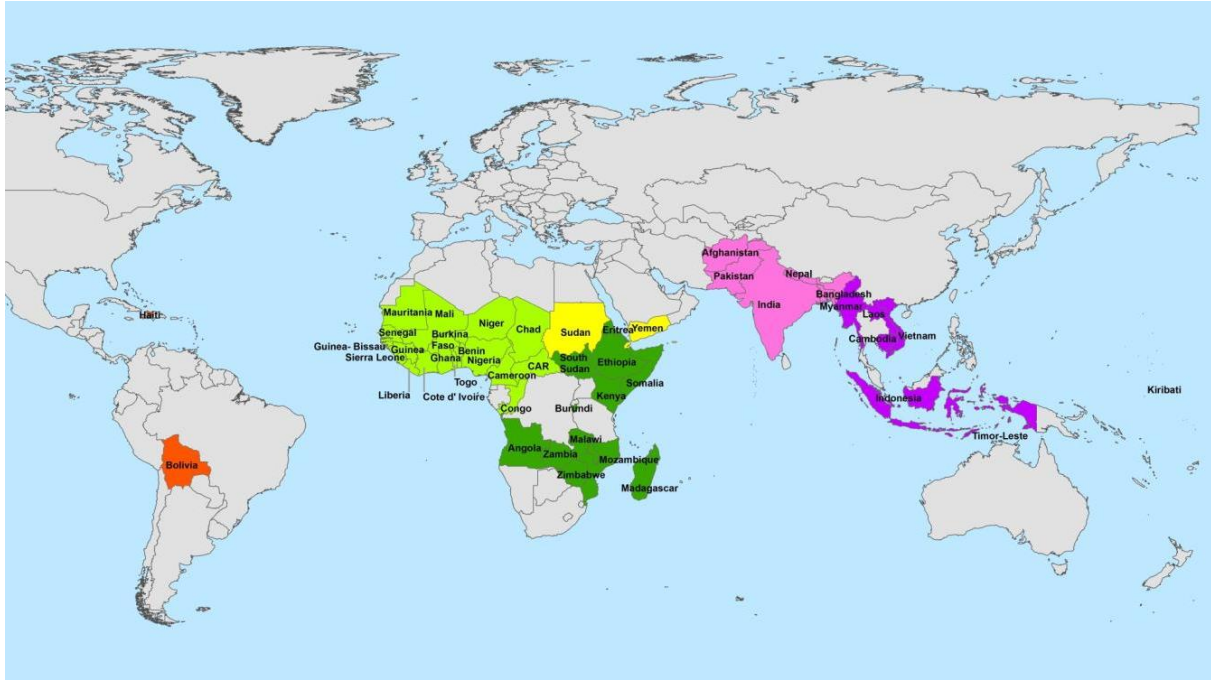 Haiti
Bolivia
Mauritania
Mali
Niger
Chad
Sudan
Eritrea
Yemen
Senegal
Burkina
Faso
Guinea- Bissau
Guinea
Sierra Leone
Ghana
Benin
Nigeria
CAR
South
Sudan
Ethiopia
Somalia
Cameroon
Togo
Liberia
Cote d' Ivoire
Congo
Burundi
Kenya
Angola
Zambia
Malawi
Mozambique
Zimbabwe
Madagascar
Afghanistan
Pakistan
Nepal
India
Bangladesh
Myanmar
Laos
Cambodia
Vietnam
Indonesia
Timor-Leste
Kiribati